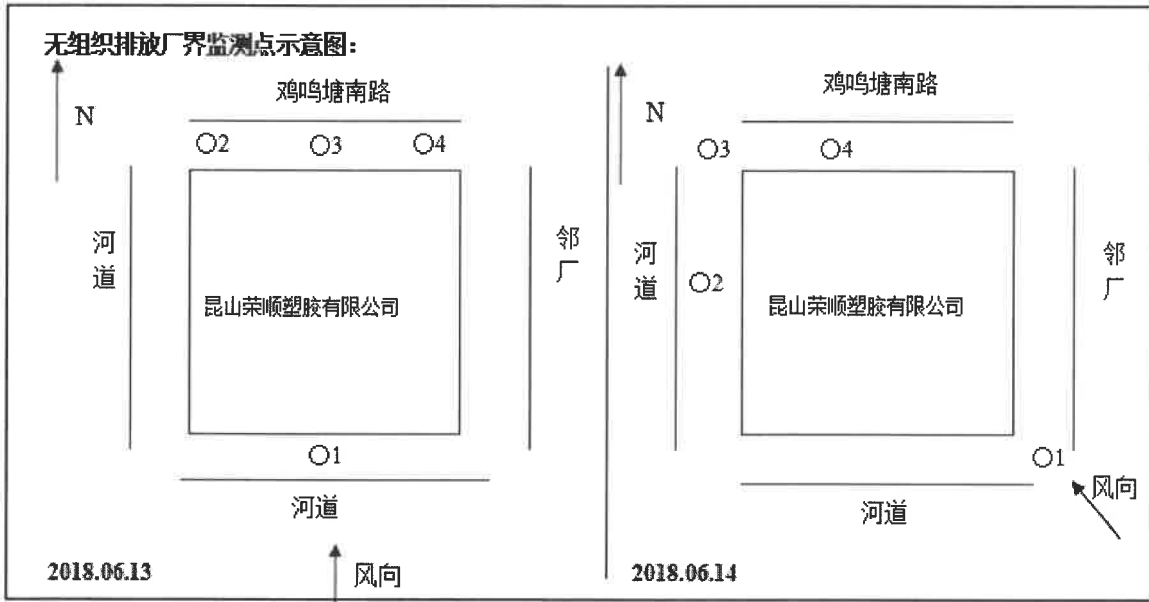 无组织排放厂界监测点示意图：
N
鸡鸣塘南路
○2
○3
○4
河道
昆山荣顺塑胶有限公司
邻厂
○1
河道
风向
2018.06.13
N
鸡鸣塘南路
○3
○4
河道
○2
昆山荣顺塑胶有限公司
邻厂
○1
风向
河道
2018.06.14